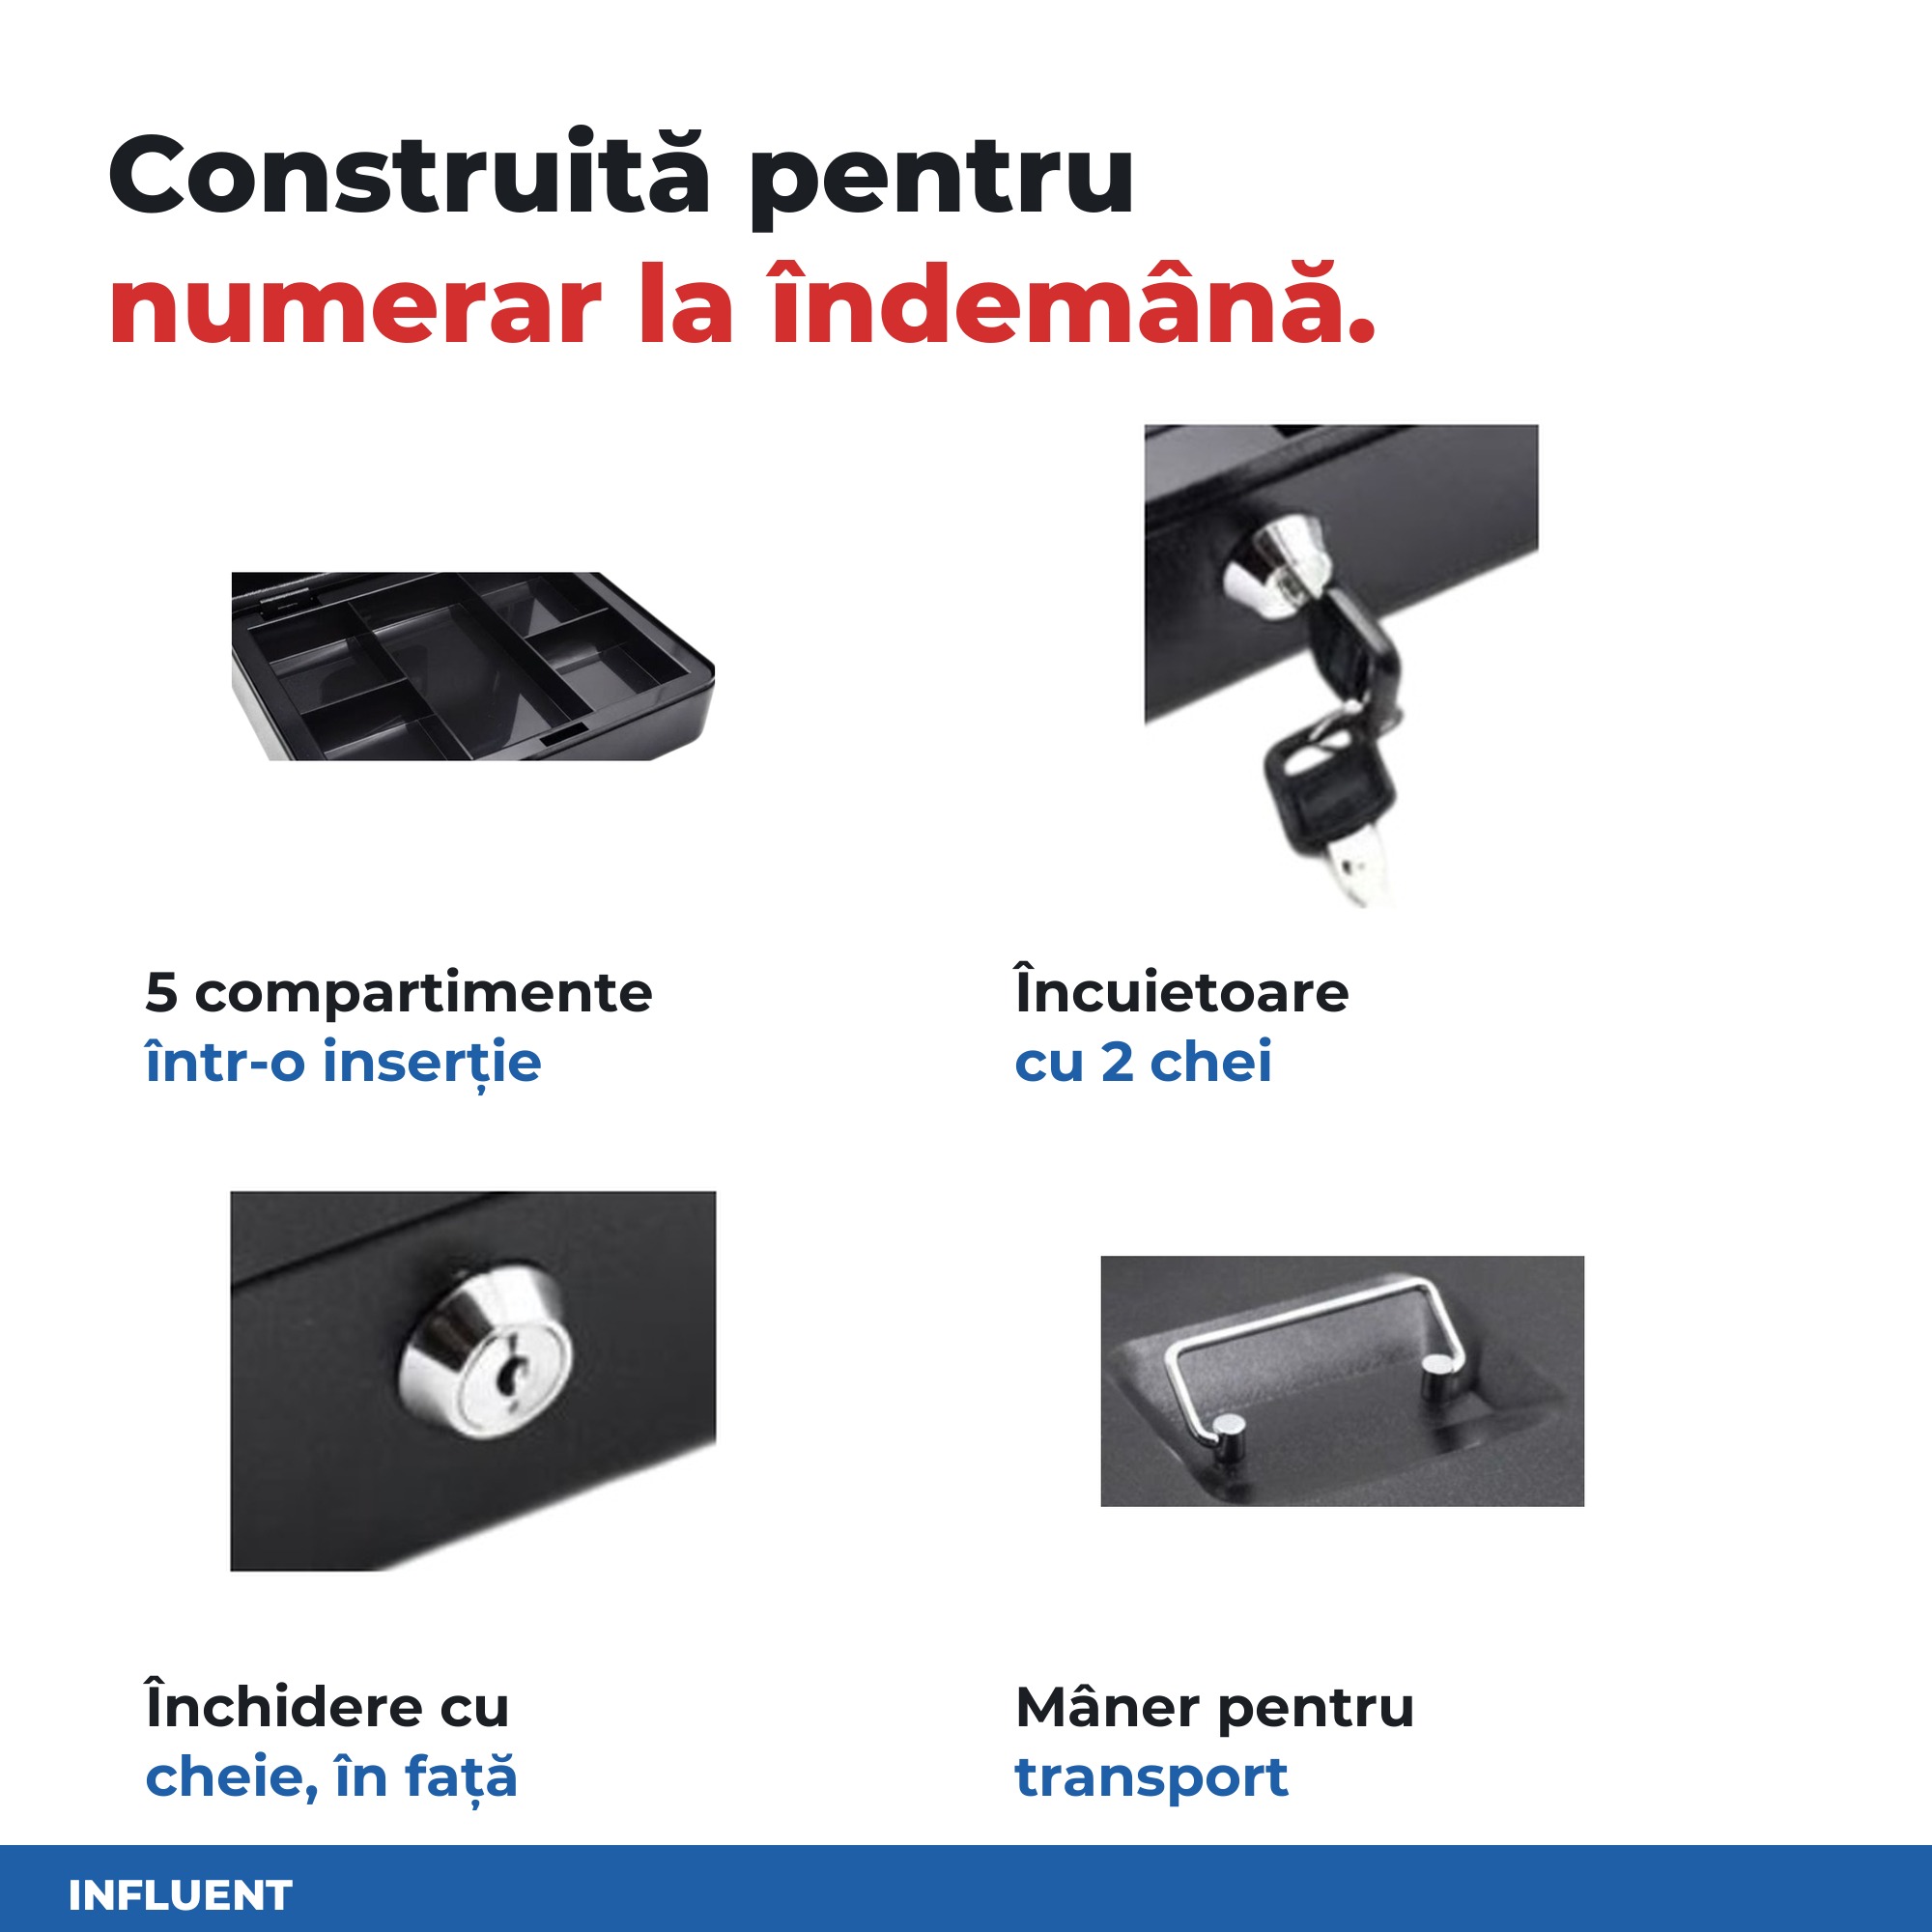 Construită pentru
numerar la îndemână.
5 compartimente
într-o inserție
Încuietoare
cu 2 chei
Închidere cu
cheie, în față
Mâner pentru
transport
INFLUENT